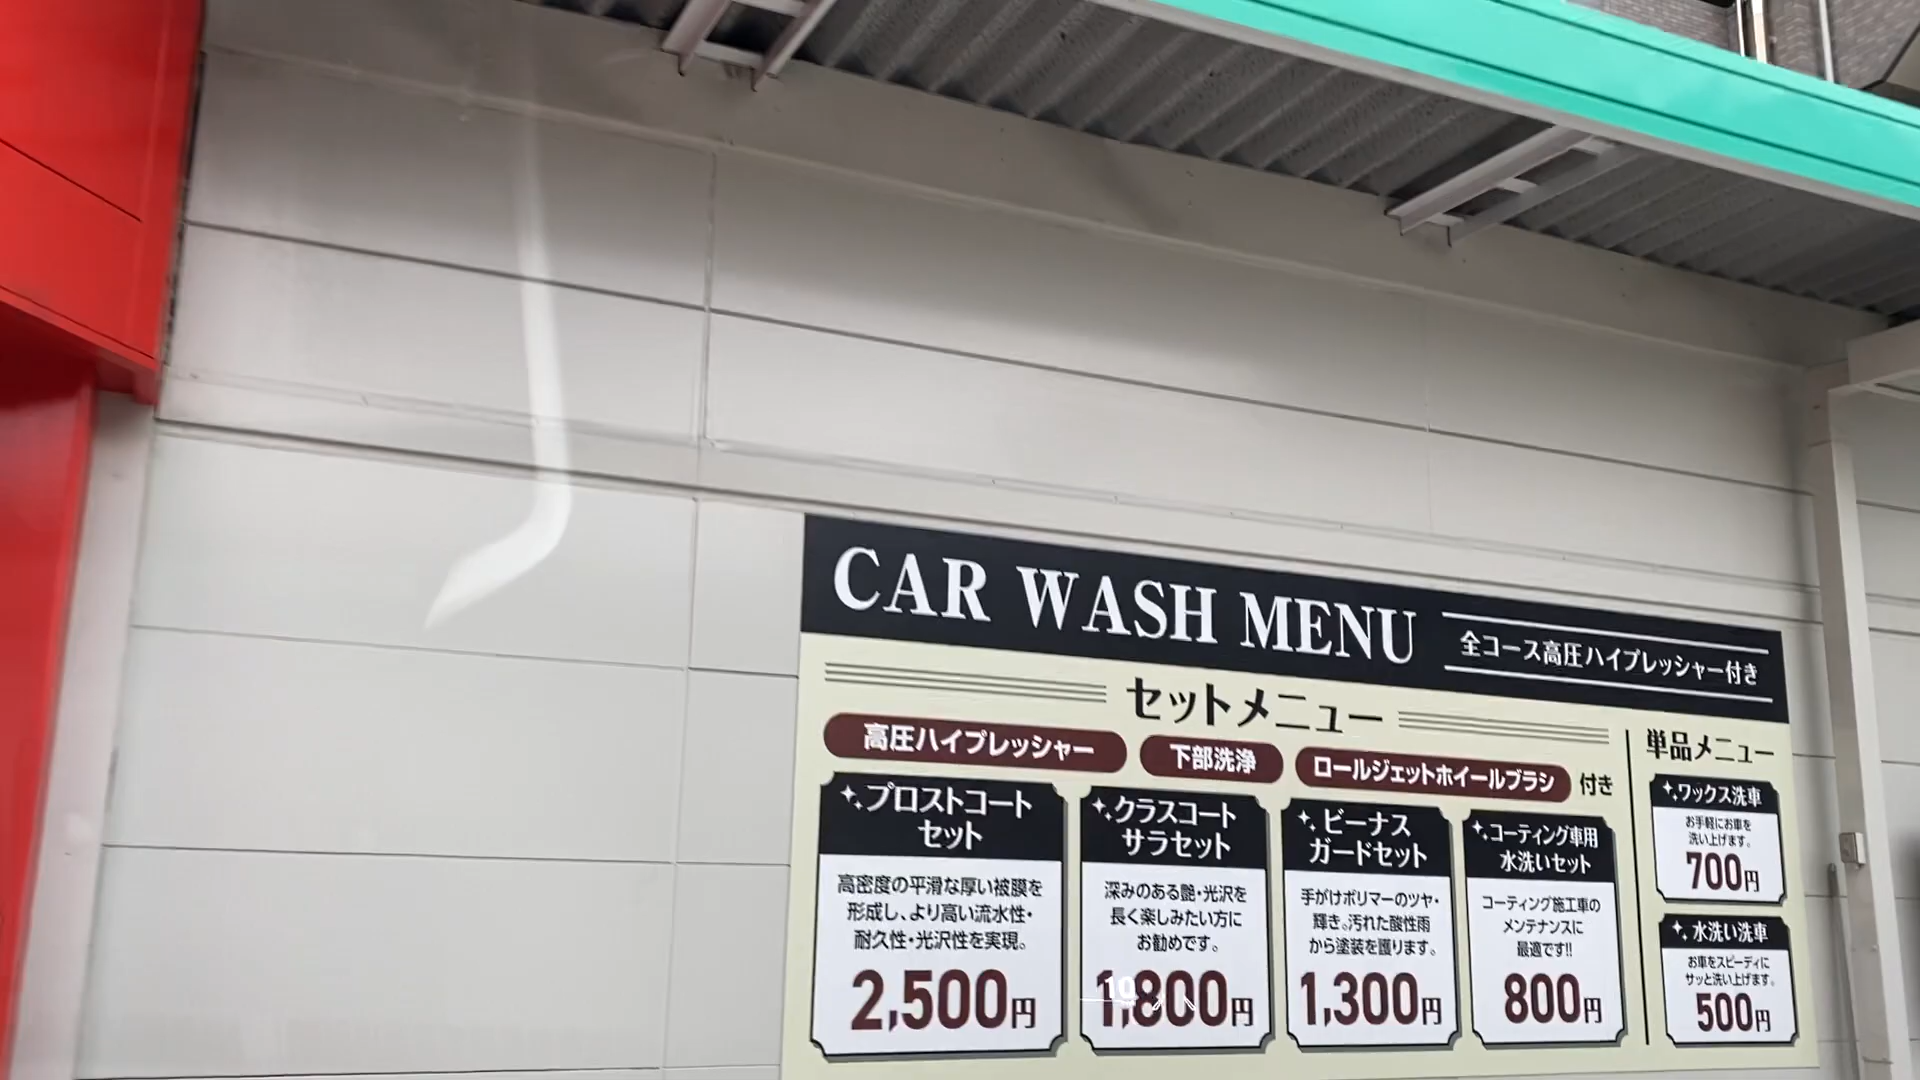 CAR WASH MENU
全コース高圧ハイプレッシャー付き
セットメニュー
高圧ハイプレッシャー 下部洗浄 ロールジェットホイールブラシ 付き
プロストコート
セット
高密度の平滑な厚い被膜を
形成し、より高い流水性・
耐久性・光沢性を実現。
2,500円
クラスコート
サラセット
深みのある艶・光沢を
長く楽しみたい方に
お勧めです。
1,800円
ビーナス
ガードセット
手がけポリマーのツヤ・
輝き。汚れた酸性雨
から塗装を護ります。
1,300円
コーティング車用
水洗いセット
コーティング施工車の
メンテナンスに
最適です!!
800円
単品メニュー
ワックス洗車
お手軽にお車を
洗い上げます。
700円
水洗い洗車
お車をスピーディに
サッと洗い上げます。
500円
10